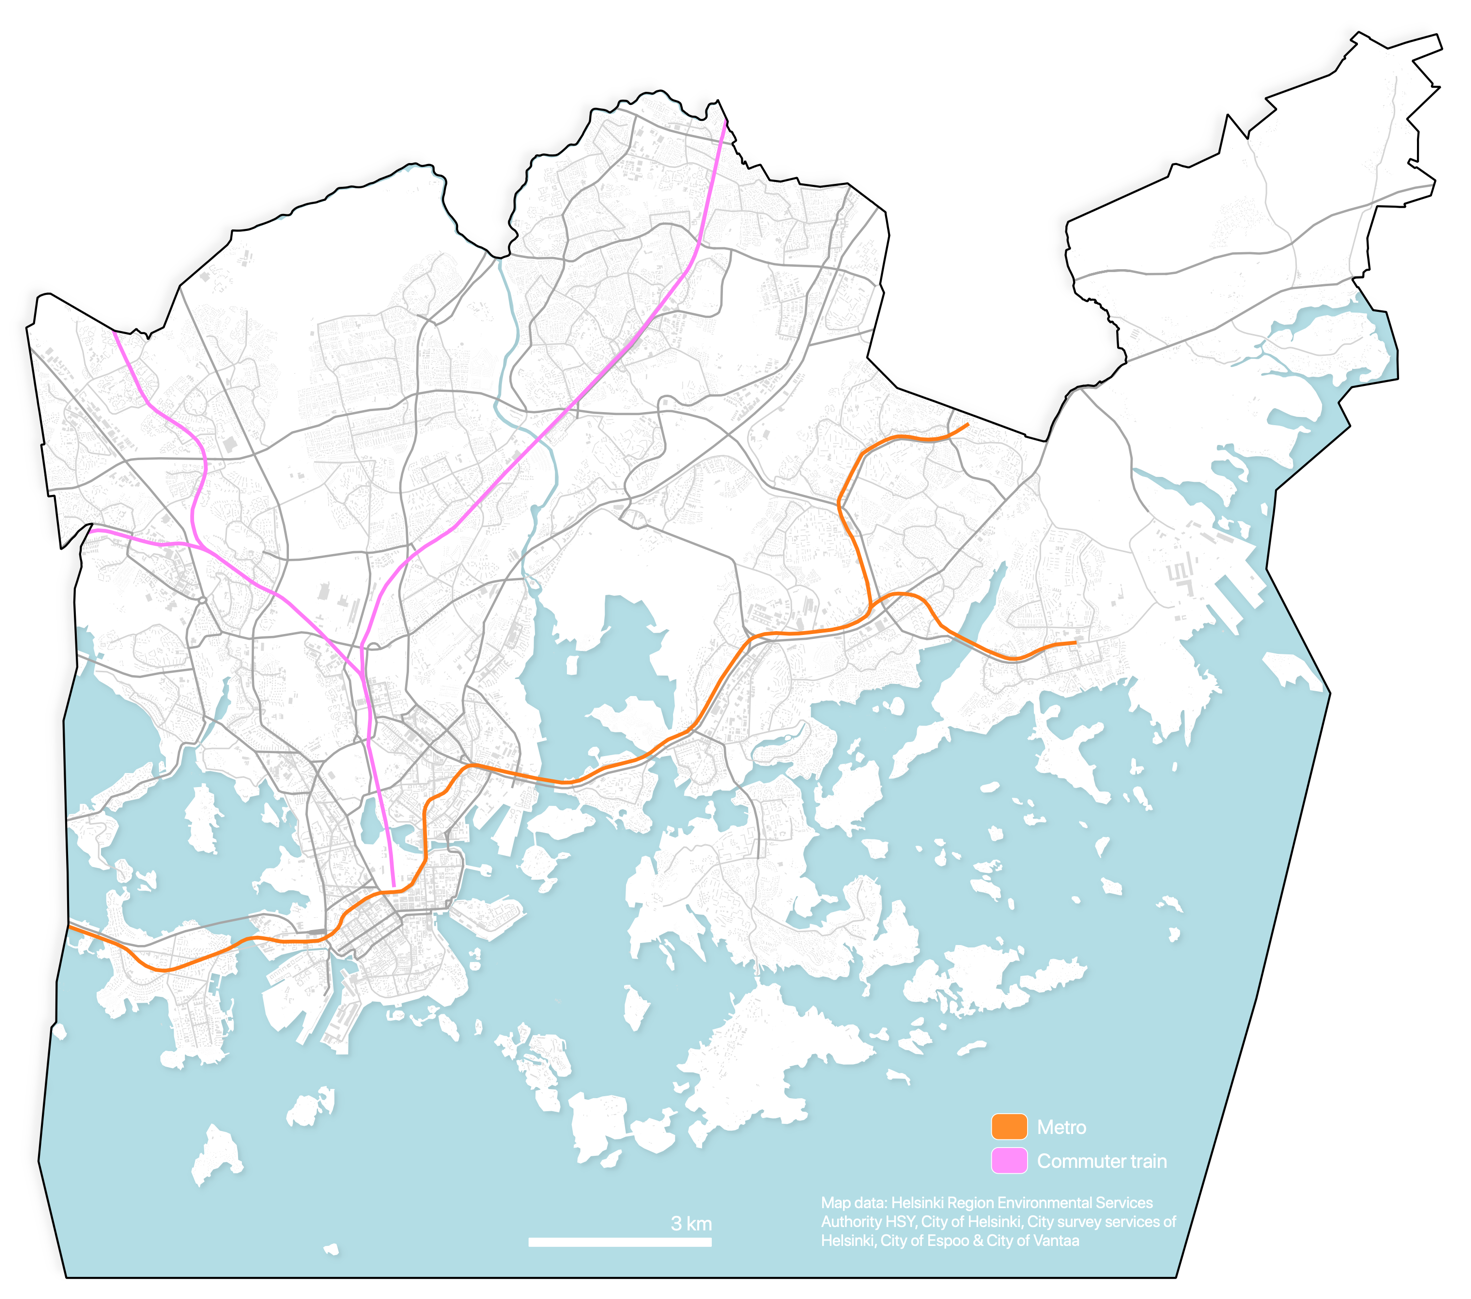 Metro
Commuter train
Map data: Helsinki Region Environmental Services
Authority HSY, City of Helsinki, City survey services of
Helsinki, City of Espoo & City of Vantaa
3 km